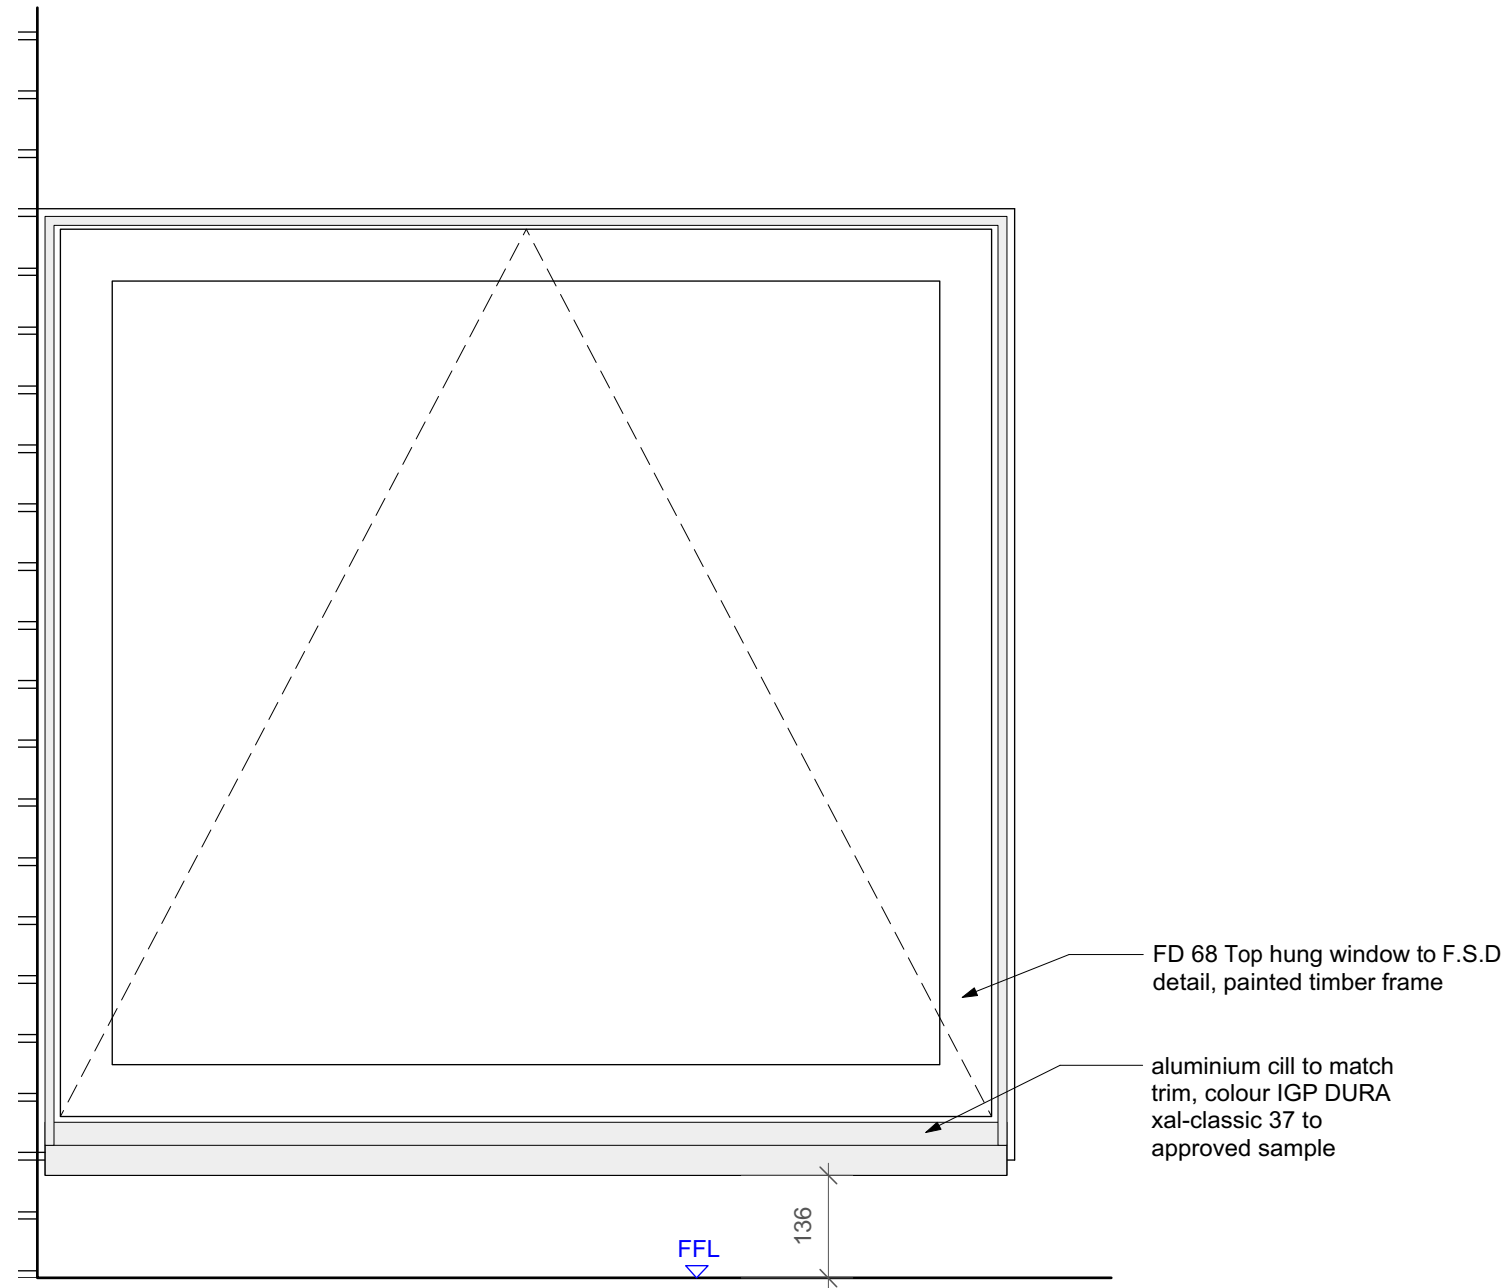 FD 68 Top hung window to F.S.D
detail, painted timber frame
aluminium cill to match
trim, colour IGP DURA
xal-classic 37 to
approved sample
136
FFL